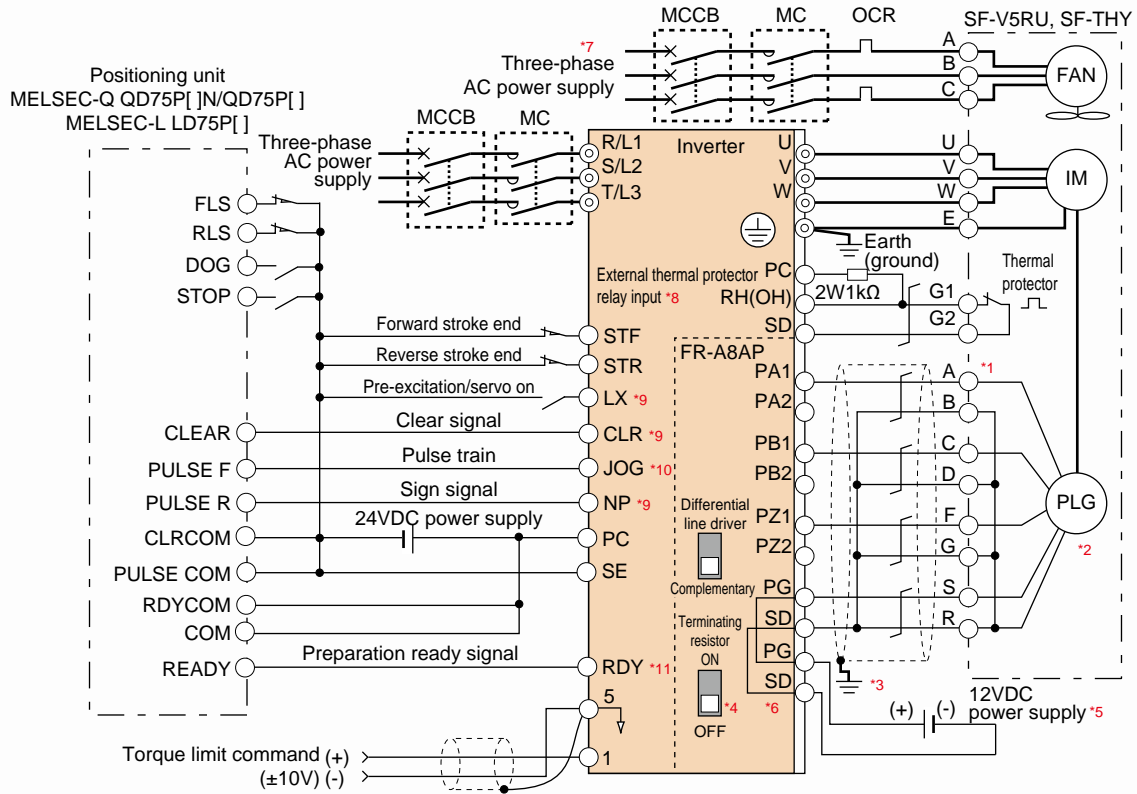 MCCB
MC
OCR
SF-V5RU, SF-THY
*7
Three-phase
AC power supply
A
B
C
FAN
Positioning unit
MELSEC-Q QD75P[ ]N/QD75P[ ]
MELSEC-L LD75P[ ]
MCCB
MC
Three-phase
AC power
supply
R/L1
S/L2
T/L3
Inverter
U
V
W
U
V
W
E
IM
Earth
(ground)
FLS
RLS
DOG
STOP
External thermal protector
relay input *8
PC
RH(OH)
SD
2W1kΩ
G1
G2
Thermal
protector
Forward stroke end
STF
Reverse stroke end
STR
Pre-excitation/servo on
LX *9
CLEAR
Clear signal
CLR *9
PULSE F
Pulse train
JOG *10
PULSE R
Sign signal
NP *9
CLRCOM
24VDC power supply
PC
PULSE COM
SE
RDYCOM
COM
READY
Preparation ready signal
RDY *11
5
Torque limit command (+)
(±10V) (-)
1
FR-A8AP
PA1
PA2
PB1
PB2
PZ1
PZ2
PG
SD
PG
SD
Differential
line driver
Complementary
Terminating
resistor
ON
*4
OFF
*6
A
*1
B
C
D
F
G
S
R
PLG
*2
*3
12VDC
power supply *5
(+)
(-)